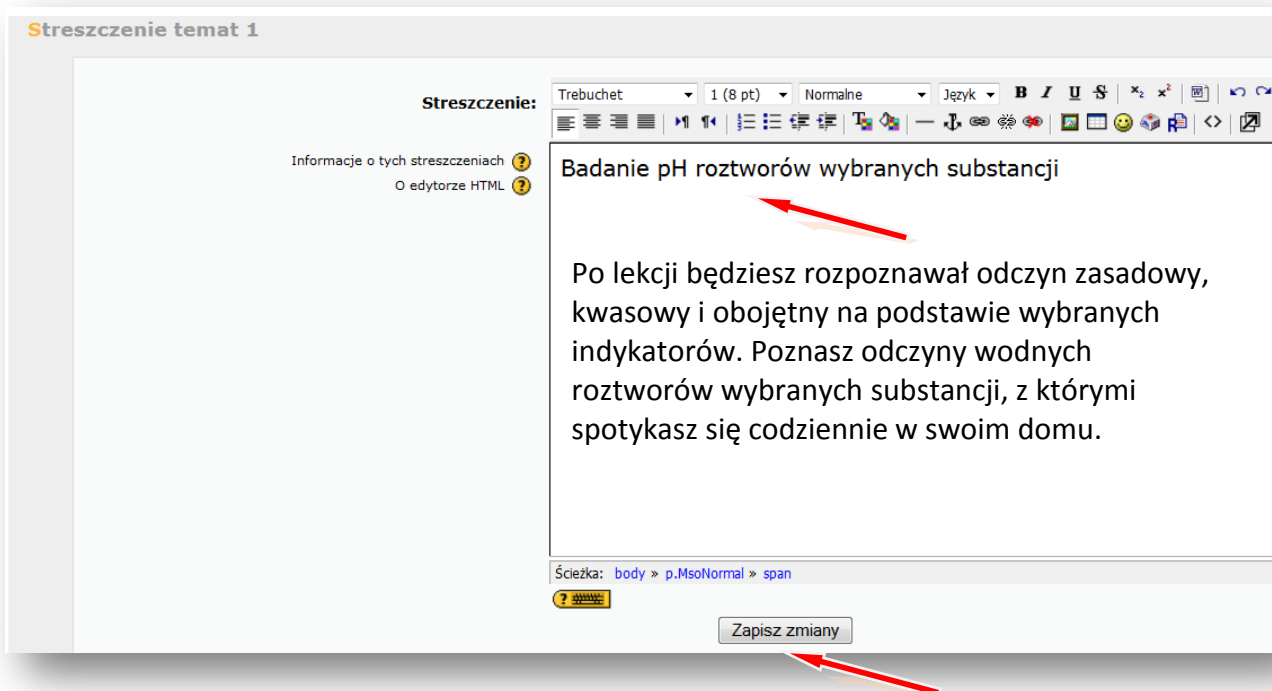 Streszczenie temat 1
Streszczenie:
Trebuchet 1 (8 pt) Normalne Język B I U S x₂ x²
Informacje o tych streszczeniach ?
O edytorze HTML ?
Badanie pH roztworów wybranych substancji
Po lekcji będziesz rozpoznawał odczyn zasadowy,
kwasowy i obojętny na podstawie wybranych
indykatorów. Poznasz odczyny wodnych
roztworów wybranych substancji, z którymi
spotykasz się codziennie w swoim domu.
Ścieżka: body » p.MsoNormal » span
?
Zapisz zmiany